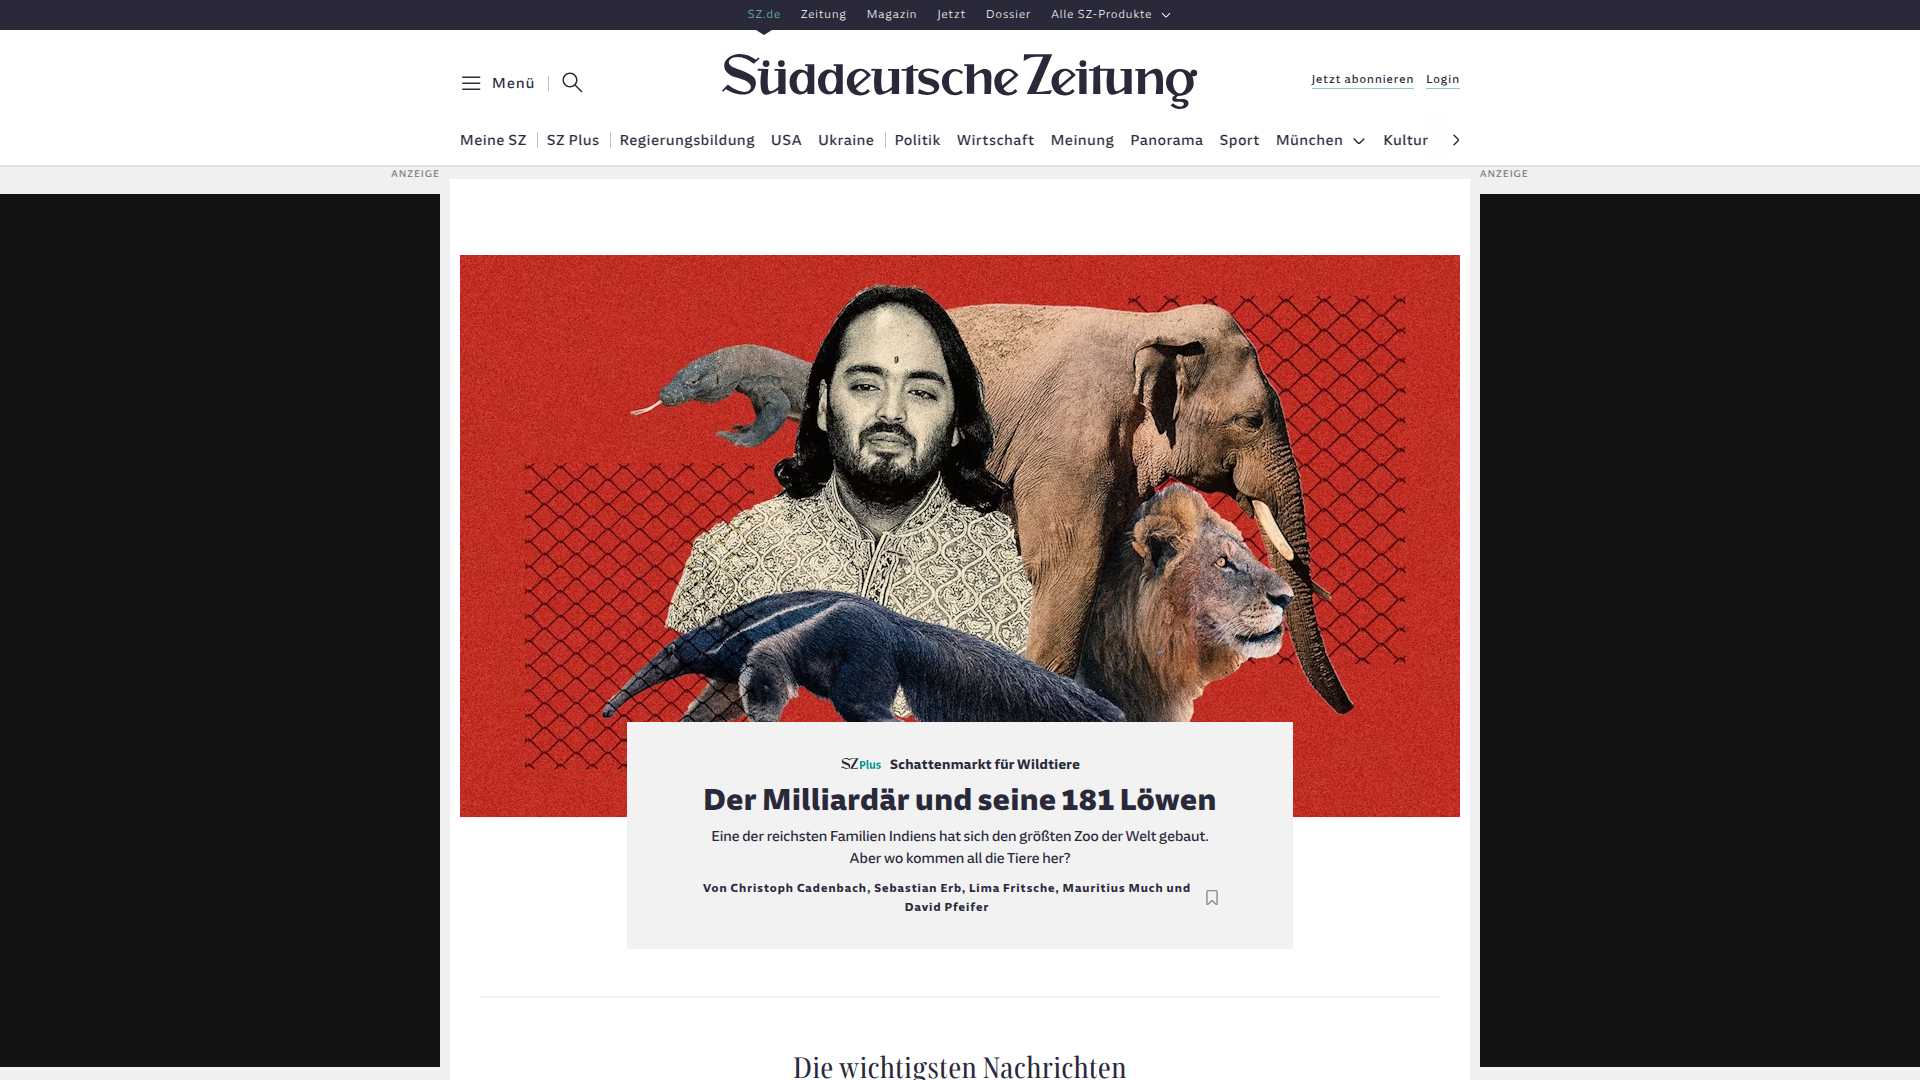 SZ.de Zeitung Magazin Jetzt Dossier Alle SZ-Produkte
Menü
Süddeutsche Zeitung
Jetzt abonnieren Login
Meine SZ SZ Plus Regierungsbildung USA Ukraine Politik Wirtschaft Meinung Panorama Sport München Kultur
ANZEIGE
ANZEIGE
SZ Plus Schattenmarkt für Wildtiere
Der Milliardär und seine 181 Löwen
Eine der reichsten Familien Indiens hat sich den größten Zoo der Welt gebaut.
Aber wo kommen all die Tiere her?
Von Christoph Cadenbach, Sebastian Erb, Lima Fritsche, Mauritius Much und
David Pfeifer
Die wichtigsten Nachrichten